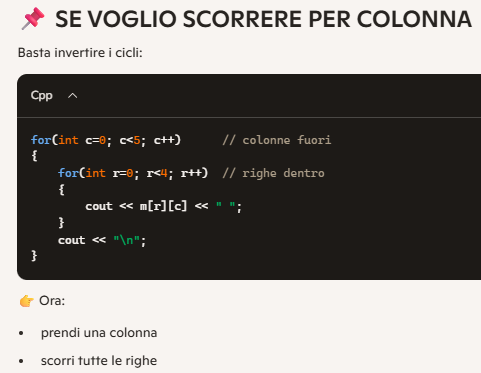 📌 SE VOGLIO SCORRERE PER COLONNA
Basta invertire i cicli:
Cpp
for(int c=0; c<5; c++)      // colonne fuori
{
    for(int r=0; r<4; r++)  // righe dentro
    {
        cout << m[r][c] << " ";
    }
    cout << "\n";
}
👉 Ora:
• prendi una colonna
• scorri tutte le righe